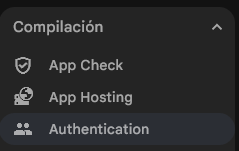 Compilación
App Check
App Hosting
Authentication